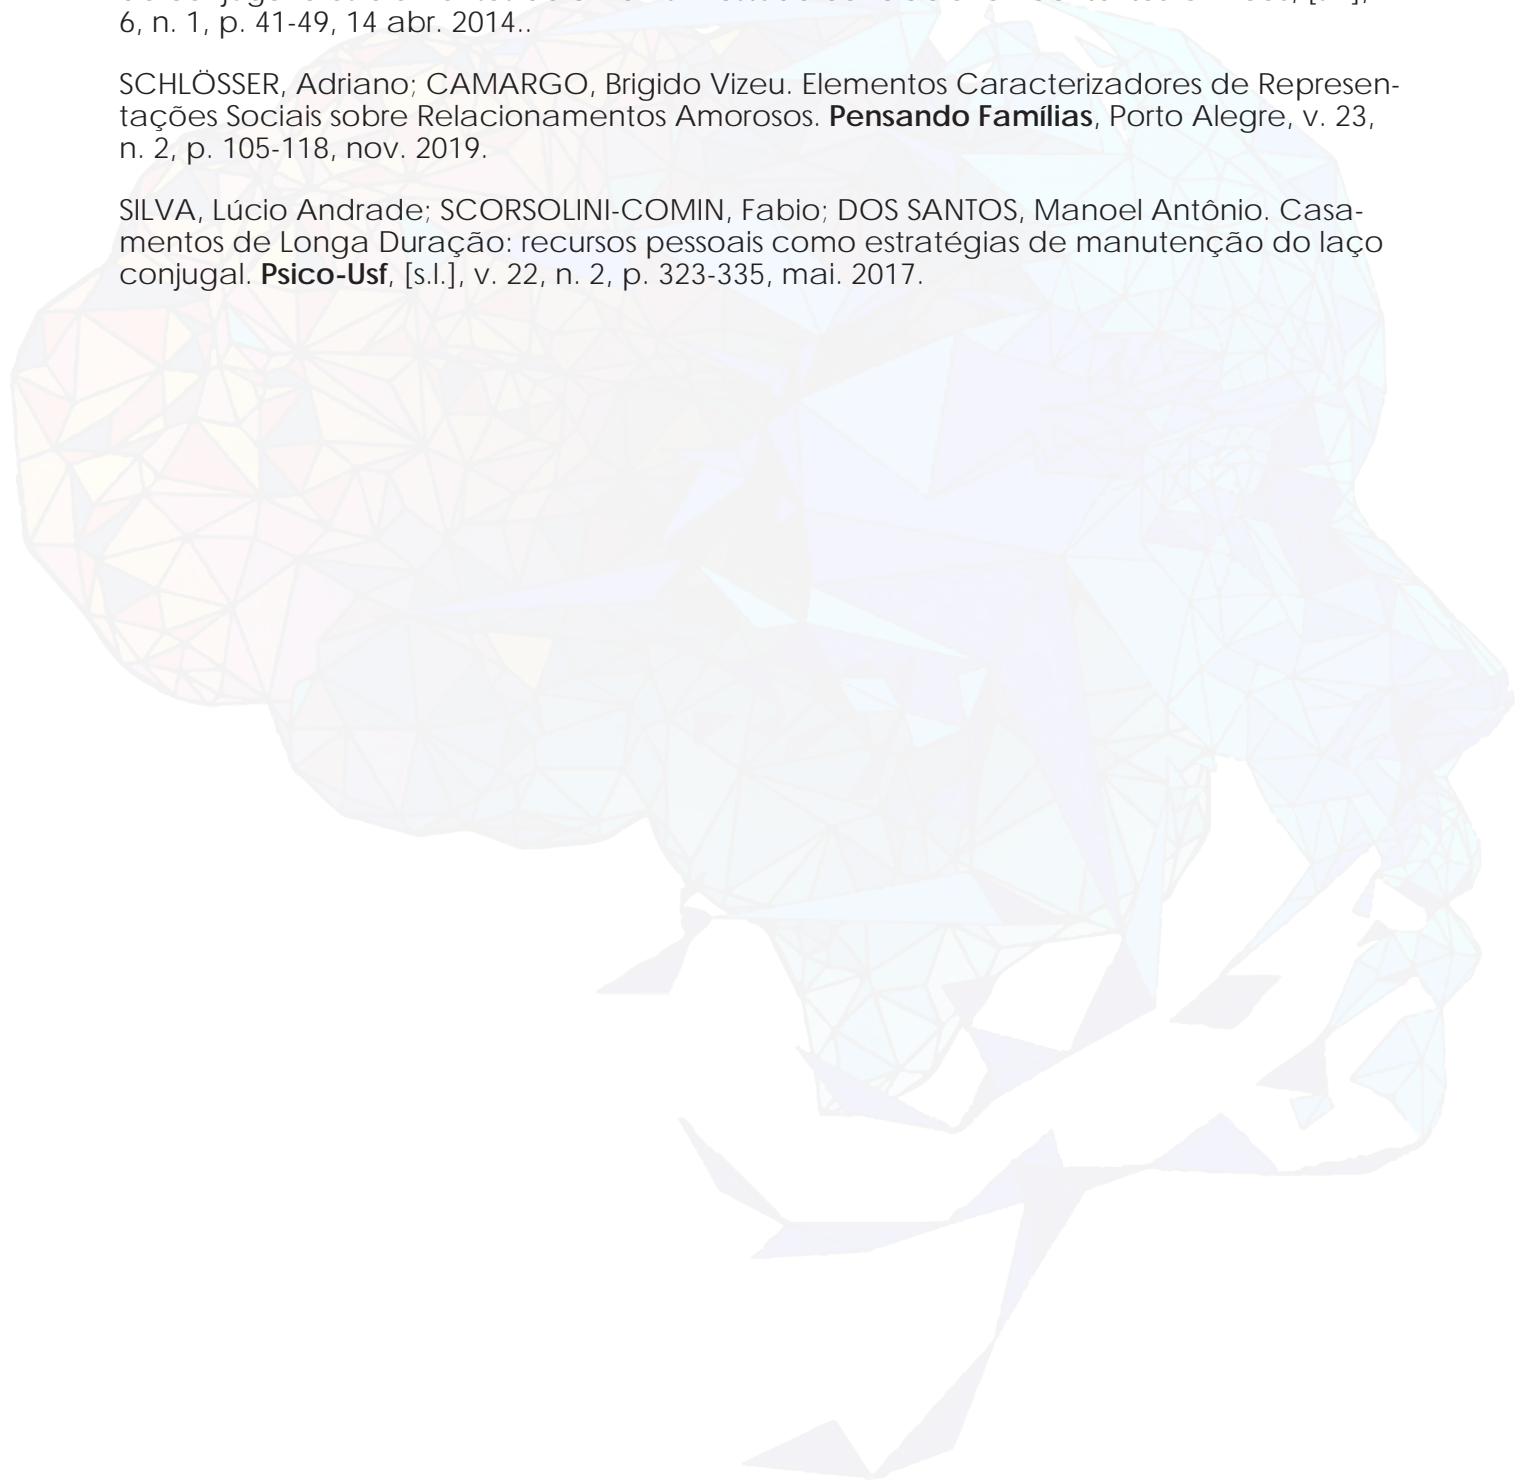 6, n. 1, p. 41-49, 14 abr. 2014..
SCHLÖSSER, Adriano; CAMARGO, Brigido Vizeu. Elementos Caracterizadores de Represen-
tações Sociais sobre Relacionamentos Amorosos. Pensando Famílias, Porto Alegre, v. 23,
n. 2, p. 105-118, nov. 2019.
SILVA, Lúcio Andrade; SCORSOLINI-COMIN, Fabio; DOS SANTOS, Manoel Antônio. Casa-
mentos de Longa Duração: recursos pessoais como estratégias de manutenção do laço
conjugal. Psico-Usf, [s.l.], v. 22, n. 2, p. 323-335, mai. 2017.